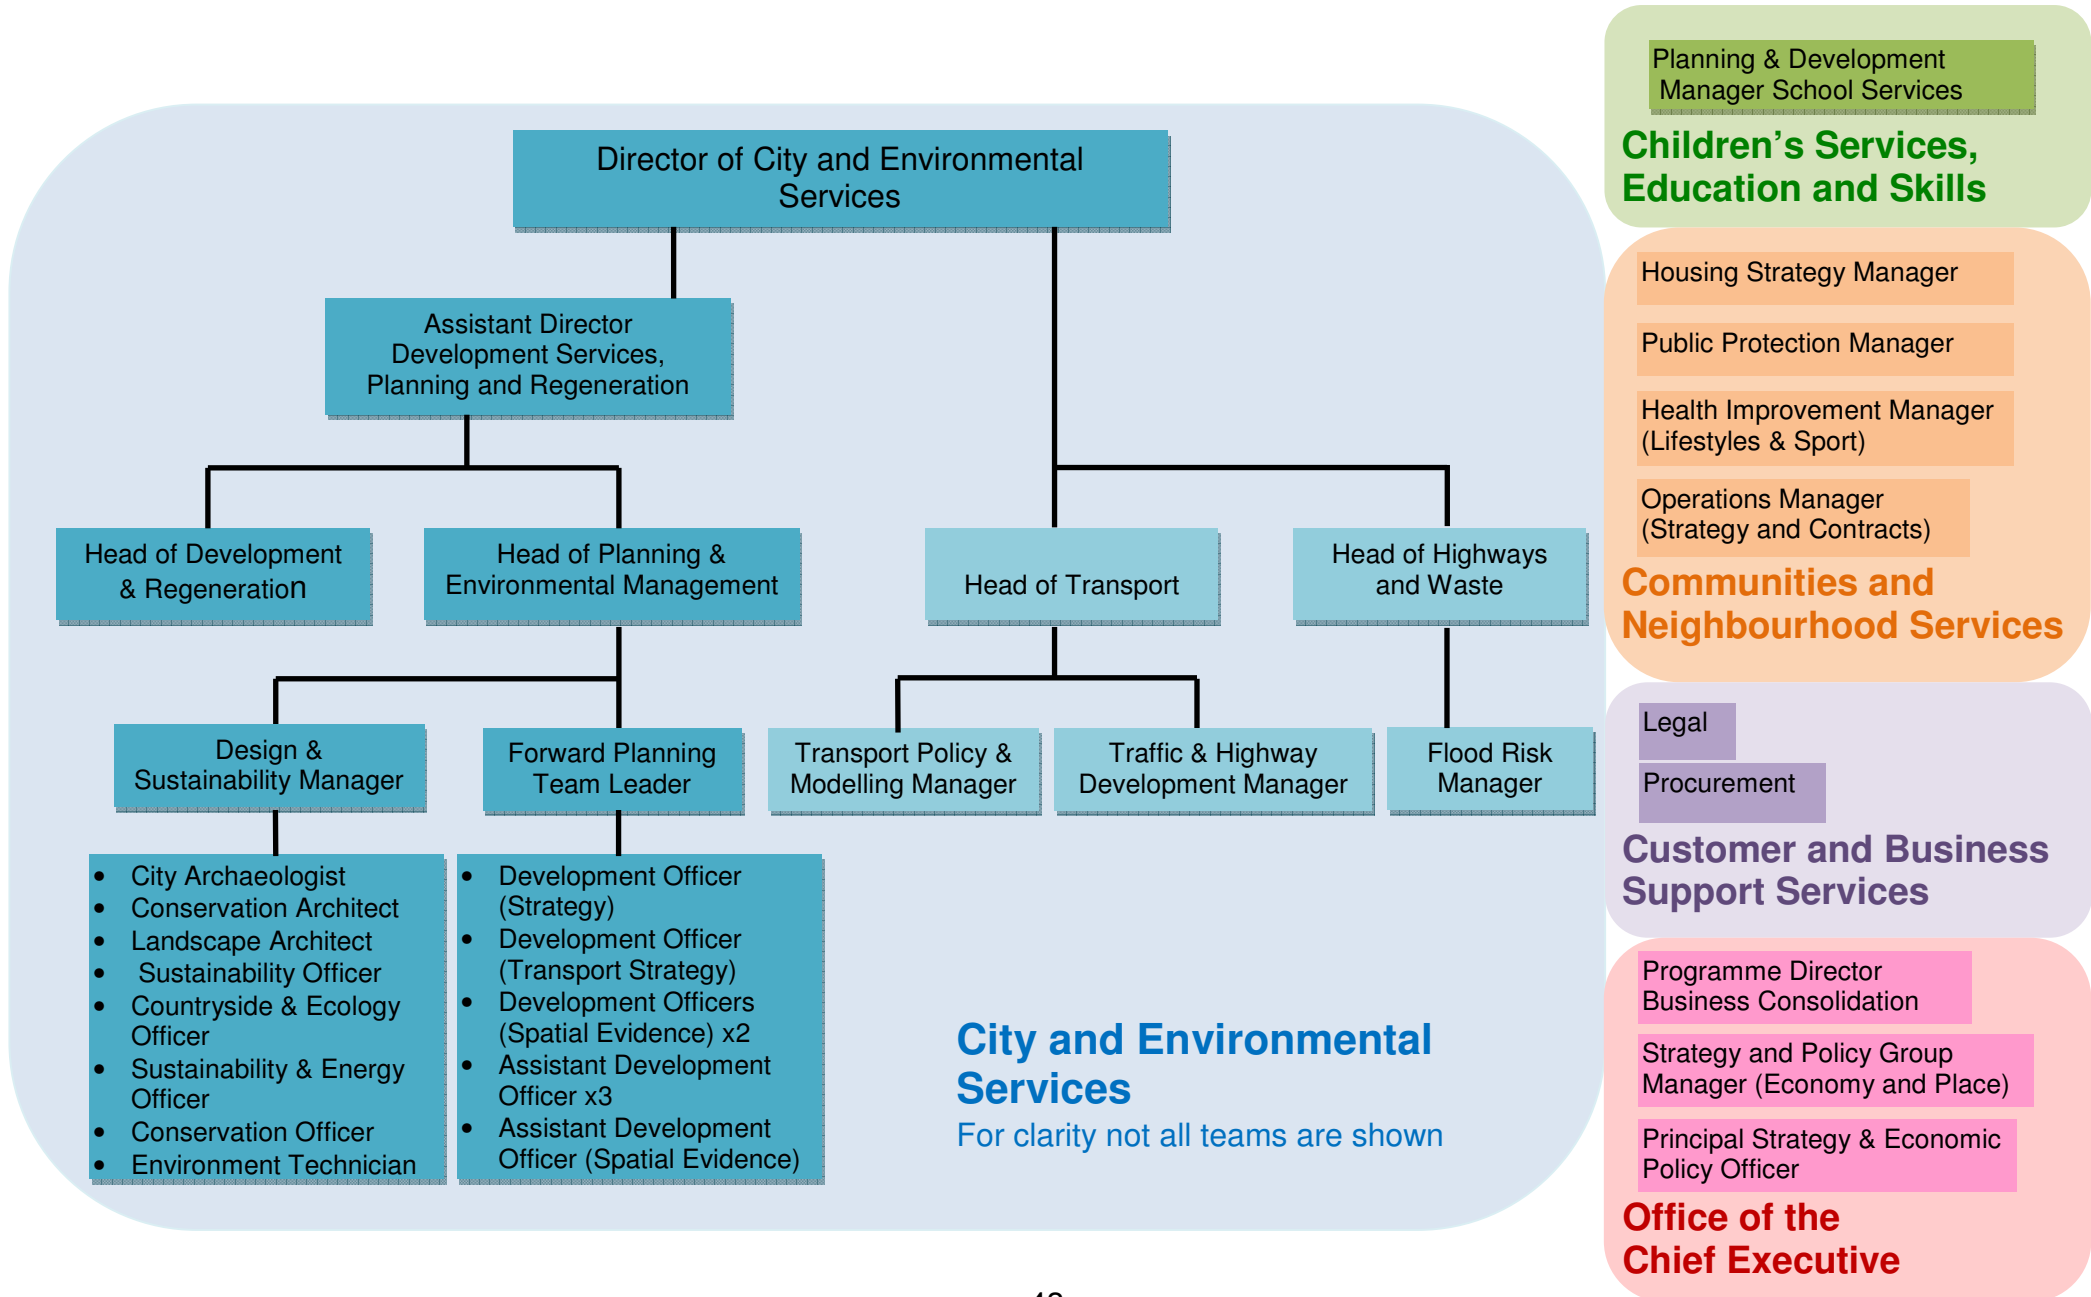 Director of City and Environmental
Services
Assistant Director
Development Services,
Planning and Regeneration
Head of Development
& Regeneration
Head of Planning &
Environmental Management
Head of Transport
Head of Highways
and Waste
Design &
Sustainability Manager
Forward Planning
Team Leader
Transport Policy &
Modelling Manager
Traffic & Highway
Development Manager
Flood Risk
Manager
• City Archaeologist
• Conservation Architect
• Landscape Architect
• Sustainability Officer
• Countryside & Ecology
Officer
• Sustainability & Energy
Officer
• Conservation Officer
• Environment Technician
• Development Officer
(Strategy)
• Development Officer
(Transport Strategy)
• Development Officers
(Spatial Evidence) x2
• Assistant Development
Officer x3
• Assistant Development
Officer (Spatial Evidence)
City and Environmental
Services
For clarity not all teams are shown
Planning & Development
Manager School Services
Children's Services,
Education and Skills
Housing Strategy Manager
Public Protection Manager
Health Improvement Manager
(Lifestyles & Sport)
Operations Manager
(Strategy and Contracts)
Communities and
Neighbourhood Services
Legal
Procurement
Customer and Business
Support Services
Programme Director
Business Consolidation
Strategy and Policy Group
Manager (Economy and Place)
Principal Strategy & Economic
Policy Officer
Office of the
Chief Executive